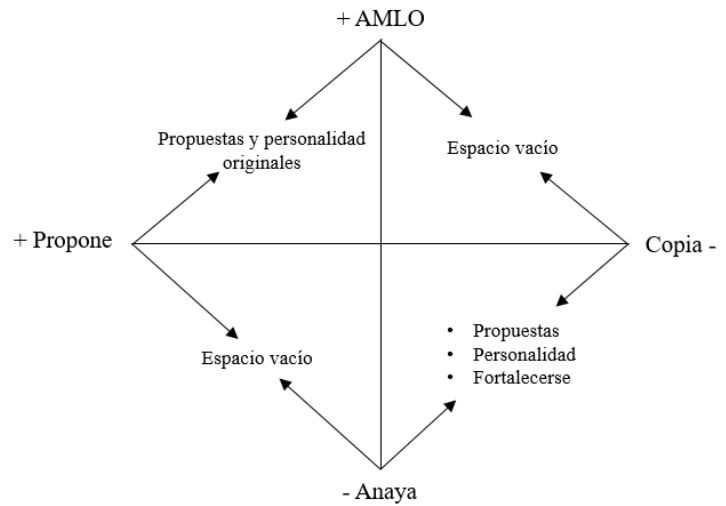 + AMLO
Propuestas y personalidad
originales
Espacio vacío
+ Propone
Copia -
Espacio vacío
• Propuestas
• Personalidad
• Fortalecerse
- Anaya